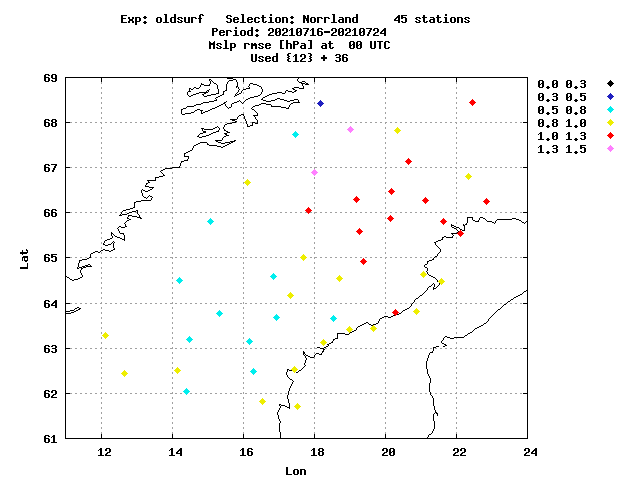 Exp: oldsurf   Selection: Norrland     45 stations
Period: 20210716-20210724
Mslp rmse [hPa] at  00 UTC
Used {12} + 36
69
68
67
66
65
64
63
62
61
Lat
12 14 16 18 20 22 24
Lon
0.0 0.3
0.3 0.5
0.5 0.8
0.8 1.0
1.0 1.3
1.3 1.5